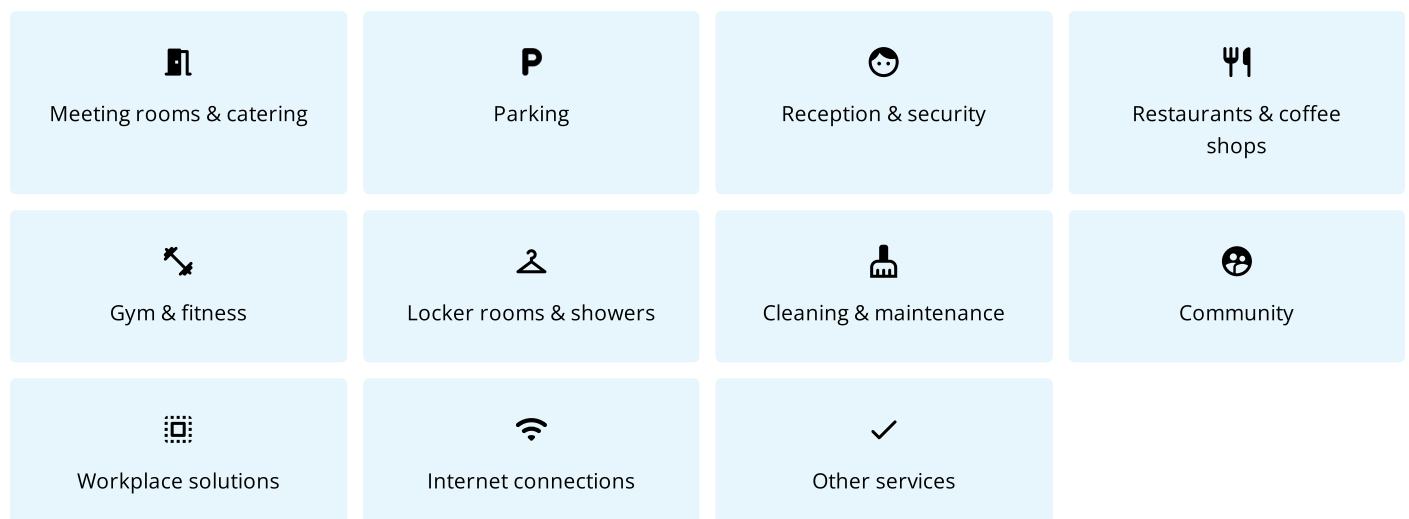 Meeting rooms & catering
Parking
Reception & security
Restaurants & coffee
shops
Gym & fitness
Locker rooms & showers
Cleaning & maintenance
Community
Workplace solutions
Internet connections
Other services